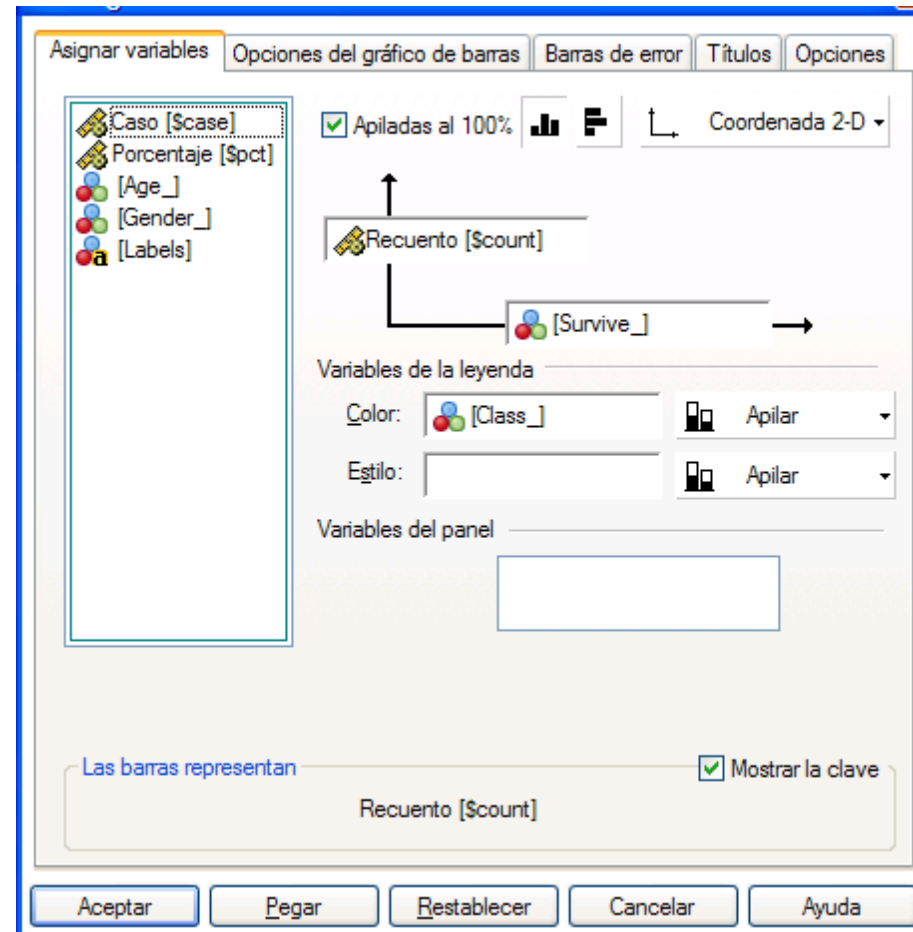 Asignar variables Opciones del gráfico de barras Barras de error Títulos Opciones
Caso [$case]
Porcentaje [$pct]
[Age_]
[Gender_]
[Labels]
Apiladas al 100% Coordenada 2-D
Recuento [$count]
[Survive_]
Variables de la leyenda
Color: [Class_] Apilar
Estilo: Apilar
Variables del panel
Las barras representan Mostrar la clave
Recuento [$count]
Aceptar Pegar Restablecer Cancelar Ayuda